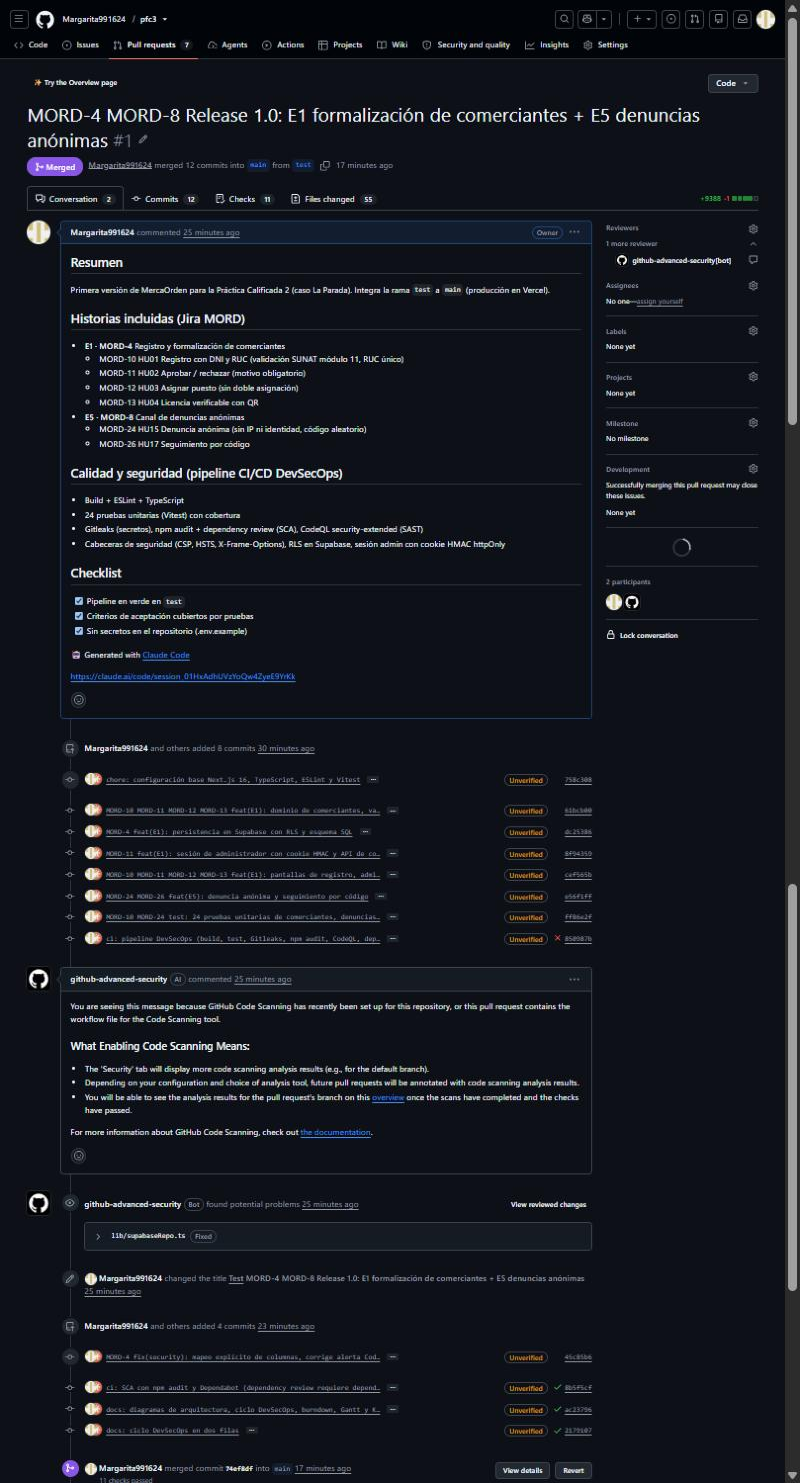 Margarita991624 / pfc3
Code Issues Pull requests 7 Agents Actions Projects Wiki Security and quality Insights Settings
Try the Overview page
Code
MORD-4 MORD-8 Release 1.0: E1 formalización de comerciantes + E5 denuncias
anónimas #1
Merged Margarita991624 merged 12 commits into main from test 17 minutes ago
Conversation 2 Commits 12 Checks 11 Files changed 55 +9388 -1
Margarita991624 commented 25 minutes ago Owner
Resumen
Primera versión de MercaOrden para la Práctica Calificada 2 (caso La Parada). Integra la rama test a main (producción en Vercel).
Historias incluidas (Jira MORD)
E1 · MORD-4 Registro y formalización de comerciantes
MORD-10 HU01 Registro con DNI y RUC (validación SUNAT módulo 11, RUC único)
MORD-11 HU02 Aprobar / rechazar (motivo obligatorio)
MORD-12 HU03 Asignar puesto (sin doble asignación)
MORD-13 HU04 Licencia verificable con QR
E5 · MORD-8 Canal de denuncias anónimas
MORD-24 HU15 Denuncia anónima (sin IP ni identidad, código aleatorio)
MORD-26 HU17 Seguimiento por código
Calidad y seguridad (pipeline CI/CD DevSecOps)
Build + ESLint + TypeScript
24 pruebas unitarias (Vitest) con cobertura
Gitleaks (secretos), npm audit + dependency review (SCA), CodeQL security-extended (SAST)
Cabeceras de seguridad (CSP, HSTS, X-Frame-Options), RLS en Supabase, sesión admin con cookie HMAC httpOnly
Checklist
Pipeline en verde en test
Criterios de aceptación cubiertos por pruebas
Sin secretos en el repositorio (.env.example)
Generated with Claude Code
https://claude.ai/code/session_01HxAdhUVzYoQw4ZyeE9YrKk
Reviewers
1 more reviewer
github-advanced-security[bot]
Assignees
No one—assign yourself
Labels
None yet
Projects
None yet
Milestone
No milestone
Development
Successfully merging this pull request may close
these issues.
None yet
2 participants
Lock conversation
Margarita991624 and others added 8 commits 30 minutes ago
chore: configuración base Next.js 16, TypeScript, ESLint y Vitest Unverified 758c308
MORD-10 MORD-11 MORD-12 MORD-13 feat(E1): dominio de comerciantes, va… Unverified 61bcb00
MORD-4 feat(E1): persistencia en Supabase con RLS y esquema SQL Unverified dc25386
MORD-11 feat(E1): sesión de administrador con cookie HMAC y API de co… Unverified 8f94359
MORD-10 MORD-11 MORD-12 MORD-13 feat(E1): pantallas de registro, admi… Unverified cef565b
MORD-24 MORD-26 feat(E5): denuncia anónima y seguimiento por código Unverified e56f1ff
MORD-10 MORD-24 test: 24 pruebas unitarias de comerciantes, denuncias… Unverified ff86e2f
ci: pipeline DevSecOps (build, test, Gitleaks, npm audit, CodeQL, dep… Unverified 850987b
github-advanced-security AI commented 25 minutes ago
You are seeing this message because GitHub Code Scanning has recently been set up for this repository, or this pull request contains the
workflow file for the Code Scanning tool.
What Enabling Code Scanning Means:
The 'Security' tab will display more code scanning analysis results (e.g., for the default branch).
Depending on your configuration and choice of analysis tool, future pull requests will be annotated with code scanning analysis results.
You will be able to see the analysis results for the pull request's branch on this overview once the scans have completed and the checks
have passed.
For more information about GitHub Code Scanning, check out the documentation.
github-advanced-security Bot found potential problems 25 minutes ago View reviewed changes
lib/supabaseRepo.ts Fixed
Margarita991624 changed the title Test MORD-4 MORD-8 Release 1.0: E1 formalización de comerciantes + E5 denuncias anónimas
25 minutes ago
Margarita991624 and others added 4 commits 23 minutes ago
MORD-4 fix(security): mapeo explícito de columnas, corrige alerta Cod… Unverified 45c85b6
ci: SCA con npm audit y Dependabot (dependency review requiere depend… Unverified 8b5f5cf
docs: diagramas de arquitectura, ciclo DevSecOps, burndown, Gantt y K… Unverified ac23796
docs: ciclo DevSecOps en dos filas Unverified 2179107
Margarita991624 merged commit 74ef8df into main 17 minutes ago View details Revert
11 checks passed